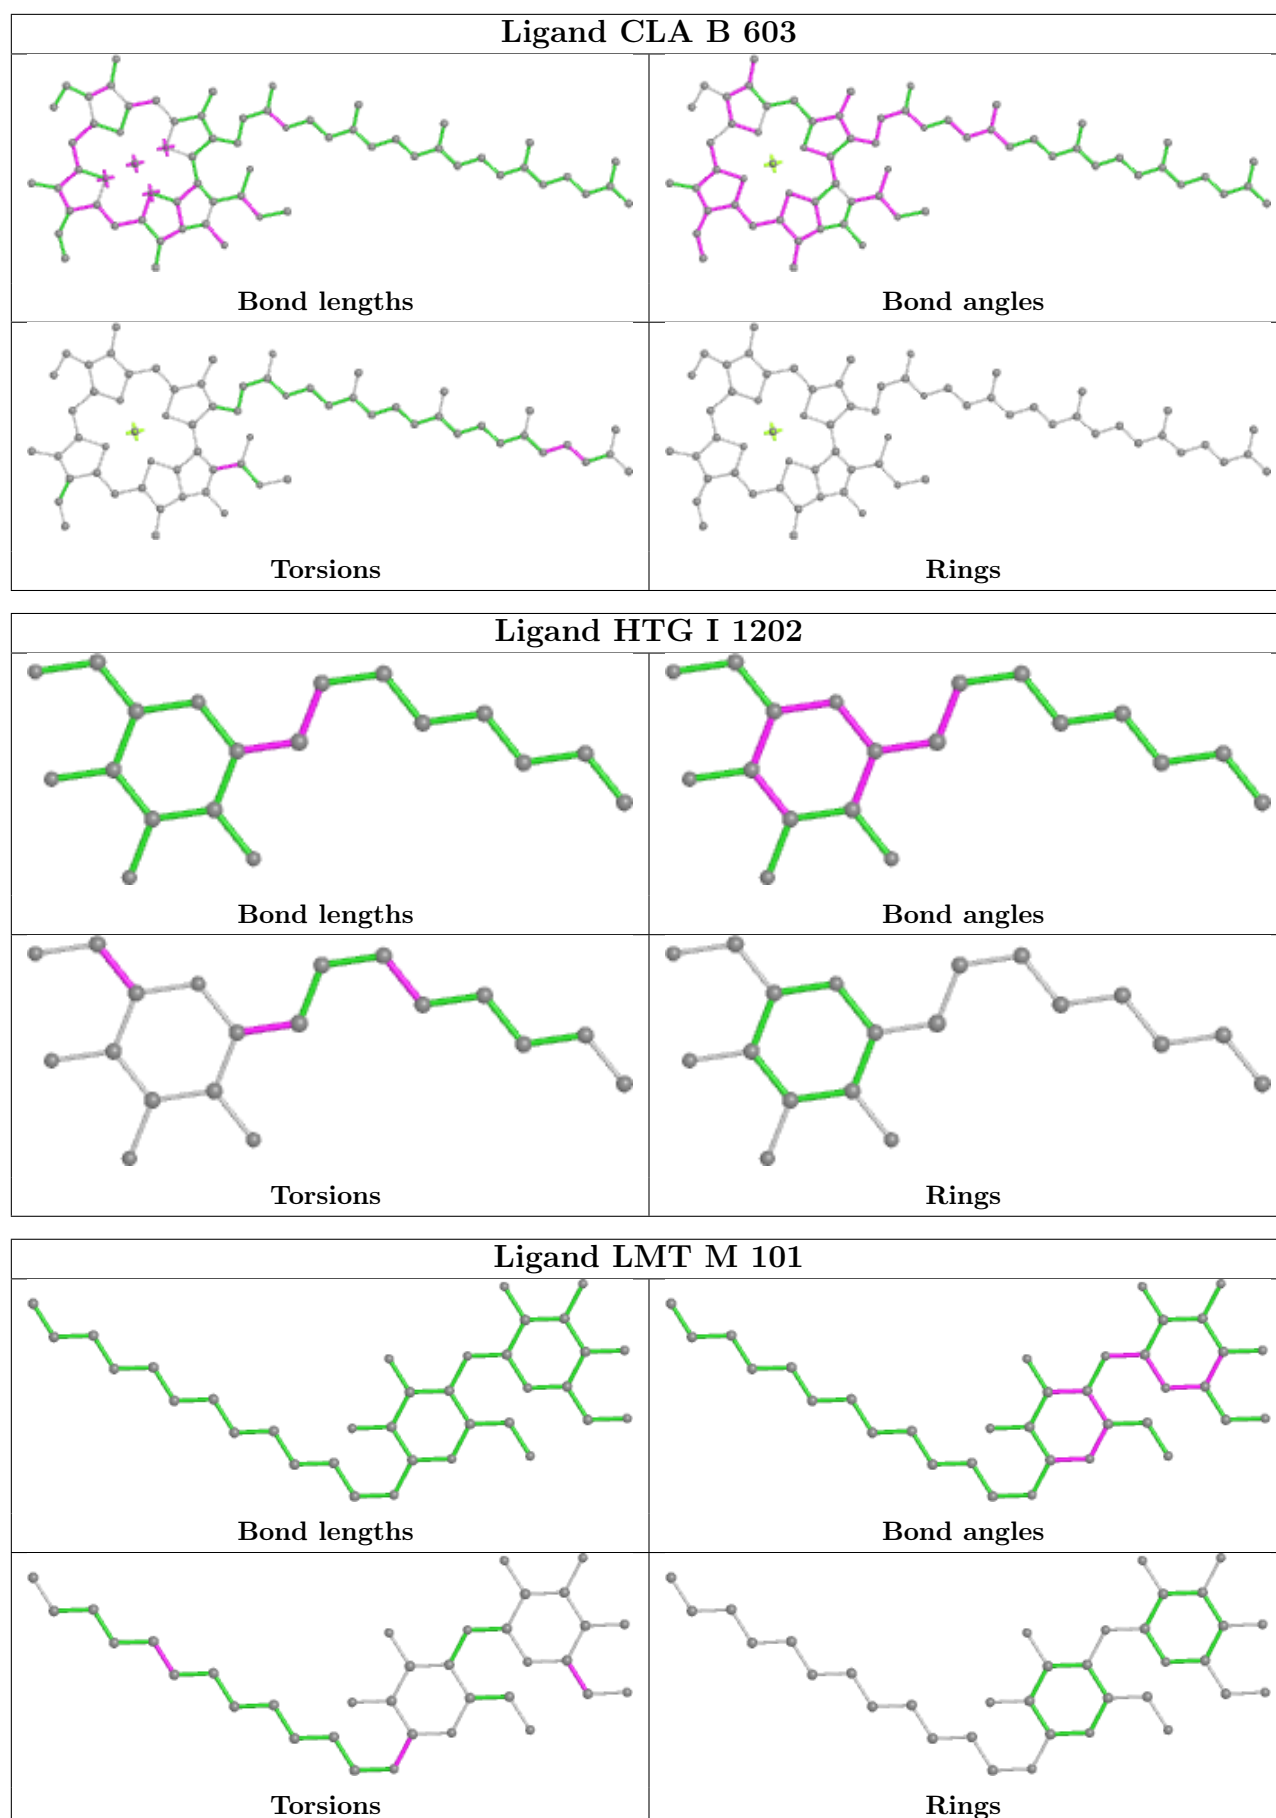 Ligand CLA B 603
Bond lengths
Bond angles
Torsions
Rings
Ligand HTG I 1202
Bond lengths
Bond angles
Torsions
Rings
Ligand LMT M 101
Bond lengths
Bond angles
Torsions
Rings